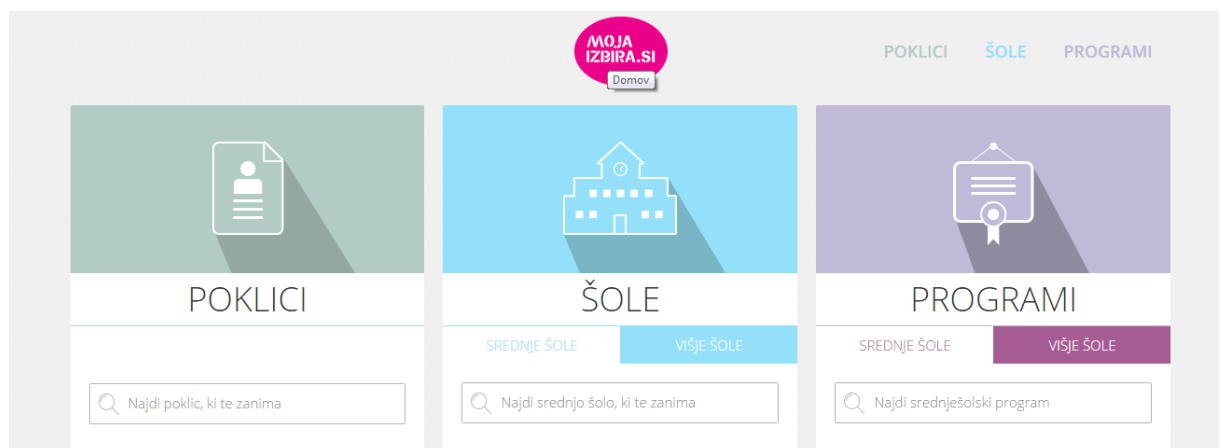 MOJA
IZBIRA.SI
Domov
POKLICI ŠOLE PROGRAMI
POKLICI
ŠOLE
PROGRAMI
SREDNJE ŠOLE VIŠJE ŠOLE
SREDNJE ŠOLE VIŠJE ŠOLE
Najdi poklic, ki te zanima
Najdi srednjo šolo, ki te zanima
Najdi srednješolski program